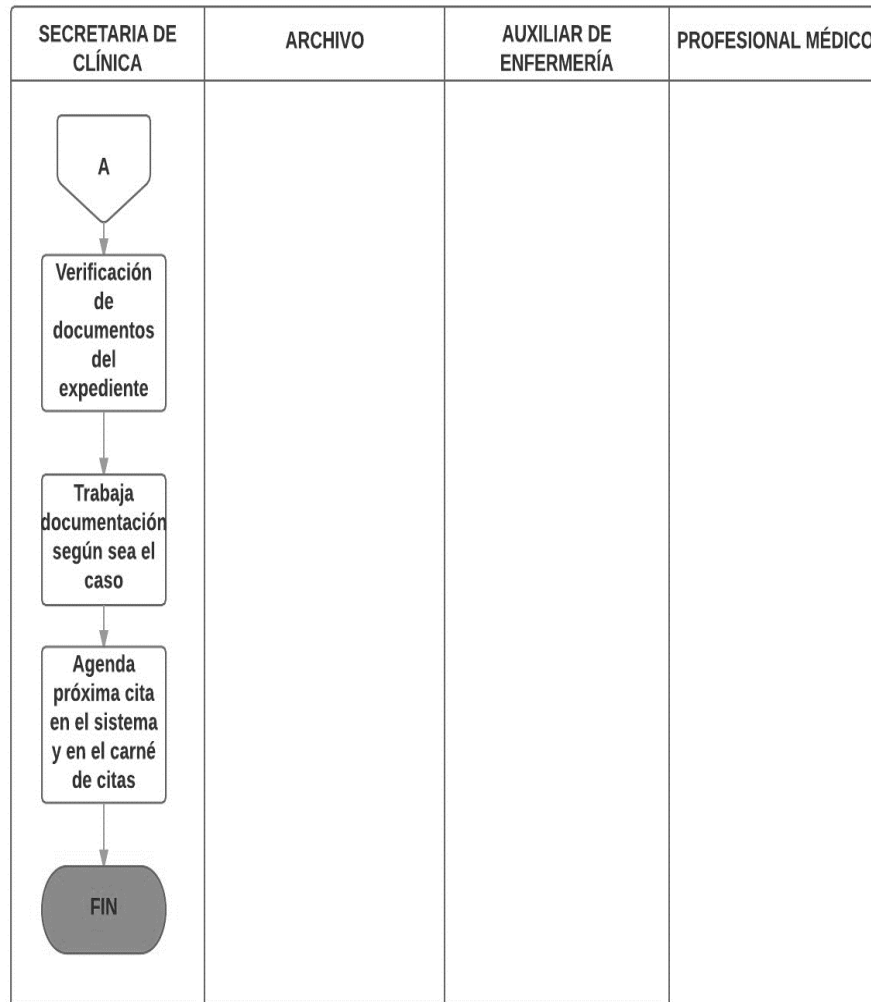 SECRETARIA DE
CLÍNICA
ARCHIVO
AUXILIAR DE
ENFERMERÍA
PROFESIONAL MÉDICO
A
Verificación
de
documentos
del
expediente
Trabaja
documentación
según sea el
caso
Agenda
próxima cita
en el sistema
y en el carné
de citas
FIN